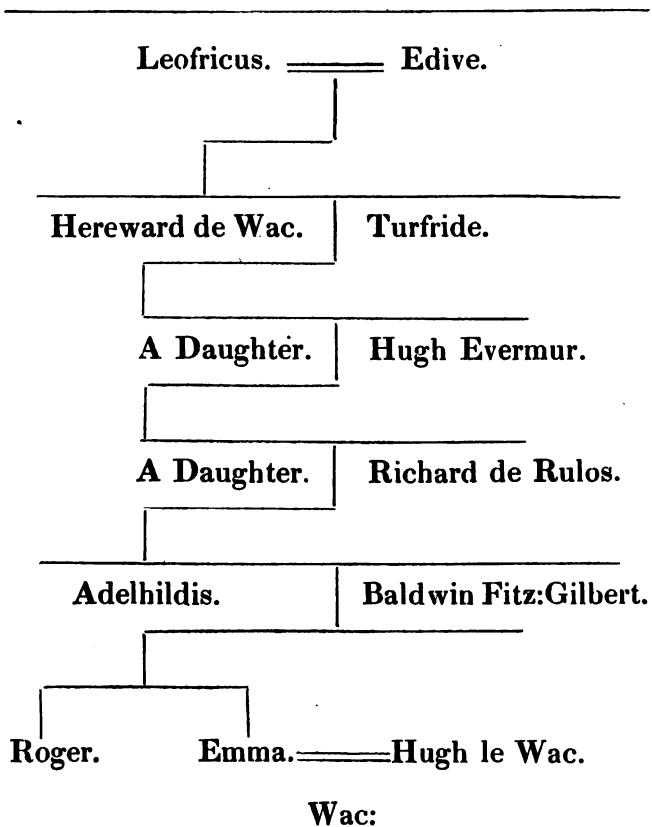 Leofricus. Edive.
Hereward de Wac. Turfride.
A Daughter. Hugh Evermur.
A Daughter. Richard de Rulos.
Adelhildis. Baldwin Fitz:Gilbert.
Roger. Emma. Hugh le Wac.
Wac: